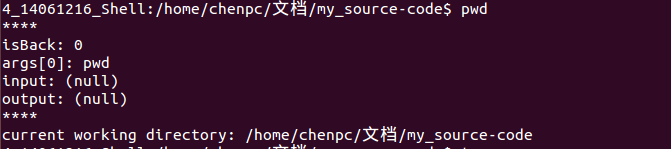 4_14061216_Shell:/home/chenpc/文档/my_source-code$ pwd
****
isBack: 0
args[0]: pwd
input: (null)
output: (null)
****
current working directory: /home/chenpc/文档/my_source-code